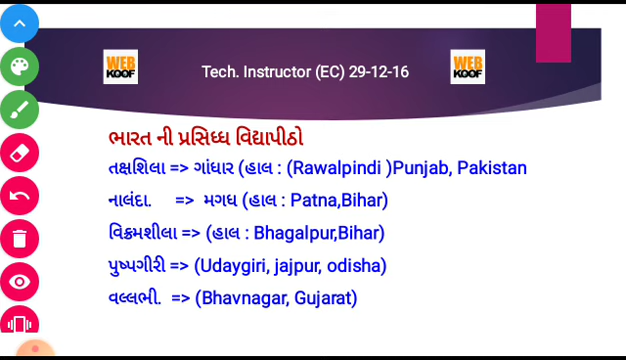 WEB
KOOF
Tech. Instructor (EC) 29-12-16
WEB
KOOF
ભારત ની પ્રસિધ્ધ વિદ્યાપીઠો
તક્ષશિલા => ગાંધાર (હાલ : (Rawalpindi )Punjab, Pakistan
નાલંદા. => મગધ (હાલ : Patna,Bihar)
વિક્રમશીલા => (હાલ : Bhagalpur,Bihar)
પુષ્પગીરી => (Udaygiri, jajpur, odisha)
વલ્લભી. => (Bhavnagar, Gujarat)